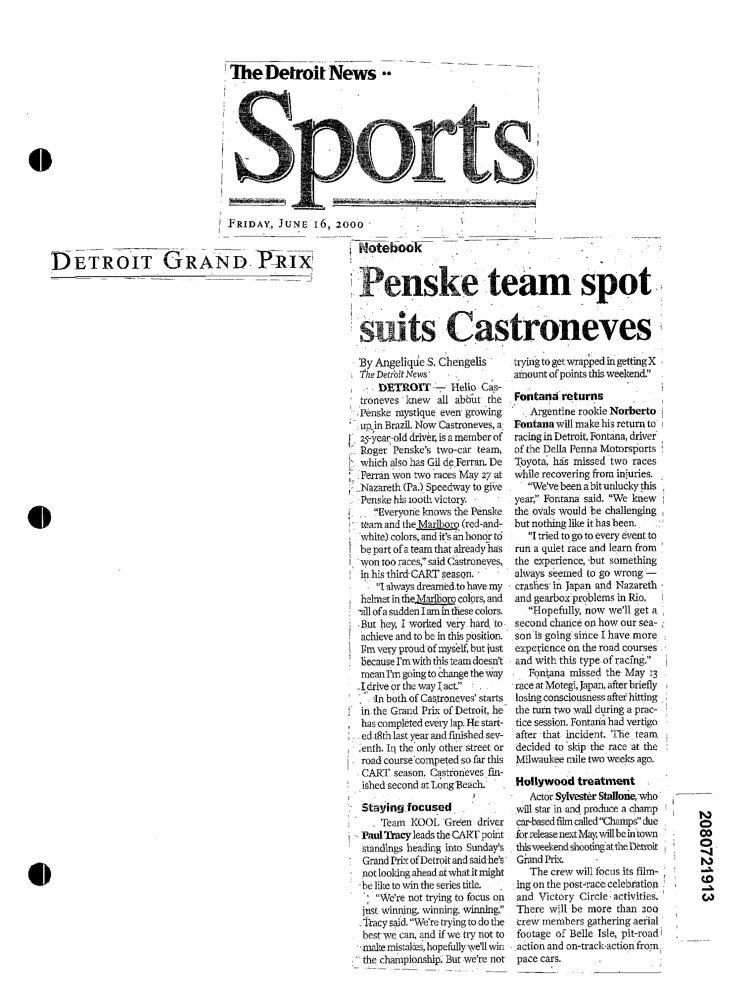 The Detroit News
Sports
FRIDAY, JUNE 16, 2000
DETROIT GRAND PRIX
Notebook
Penske team spot
suits Castroneves
By Angelique S. Chengelis
The Detroit News
DETROIT — Helio Cas-
troneves knew all about the
Penske mystique even growing
up in Brazil. Now Castroneves, a
25-year-old driver, is a member of
Roger Penske's two-car team,
which also has Gil de Ferran. De
Ferran won two races May 27 at
Nazareth (Pa.) Speedway to give
Penske his 100th victory.
"Everyone knows the Penske
team and the Marlboro (red-and-
white) colors, and it's an honor to
be part of a team that already has
won 100 races," said Castroneves,
in his third CART season.
"I always dreamed to have my
helmet in the Marlboro colors, and
all of a sudden I am in these colors.
But hey, I worked very hard to
achieve and to be in this position.
I'm very proud of myself, but just
because I'm with this team doesn't
mean I'm going to change the way
I drive or the way I act."
In both of Castroneves' starts
in the Grand Prix of Detroit, he
has completed every lap. He start-
ed 18th last year and finished sev-
enth. In the only other street or
road course competed so far this
CART season, Castroneves fin-
ished second at Long Beach.
Staying focused
Team KOOL Green driver
Paul Tracy leads the CART point
standings heading into Sunday's
Grand Prix of Detroit and said he's
not looking ahead at what it might
be like to win the series title.
"We're not trying to focus on
just winning, winning, winning,"
Tracy said. "We're trying to do the
best we can, and if we try not to
make mistakes, hopefully we'll win
the championship. But we're not
trying to get wrapped in getting X
amount of points this weekend."
Fontana returns
Argentine rookie Norberto
Fontana will make his return to
racing in Detroit. Fontana, driver
of the Della Penna Motorsports
Toyota, has missed two races
while recovering from injuries.
"We've been a bit unlucky this
year," Fontana said. "We knew
the ovals would be challenging
but nothing like it has been.
"I tried to go to every event to
run a quiet race and learn from
the experience, but something
always seemed to go wrong —
crashes in Japan and Nazareth
and gearbox problems in Rio.
"Hopefully, now we'll get a
second chance on how our sea-
son is going since I have more
experience on the road courses
and with this type of racing."
Fontana missed the May 13
race at Motegi, Japan, after briefly
losing consciousness after hitting
the turn two wall during a prac-
tice session. Fontana had vertigo
after that incident. The team
decided to skip the race at the
Milwaukee mile two weeks ago.
Hollywood treatment
Actor Sylvester Stallone, who
will star in and produce a champ
car-based film called "Champs" due
for release next May, will be in town
this weekend shooting at the Detroit
Grand Prix.
The crew will focus its film-
ing on the post-race celebration
and Victory Circle activities.
There will be more than 200
crew members gathering aerial
footage of Belle Isle, pit-road
action and on-track action from
pace cars.
2080721913